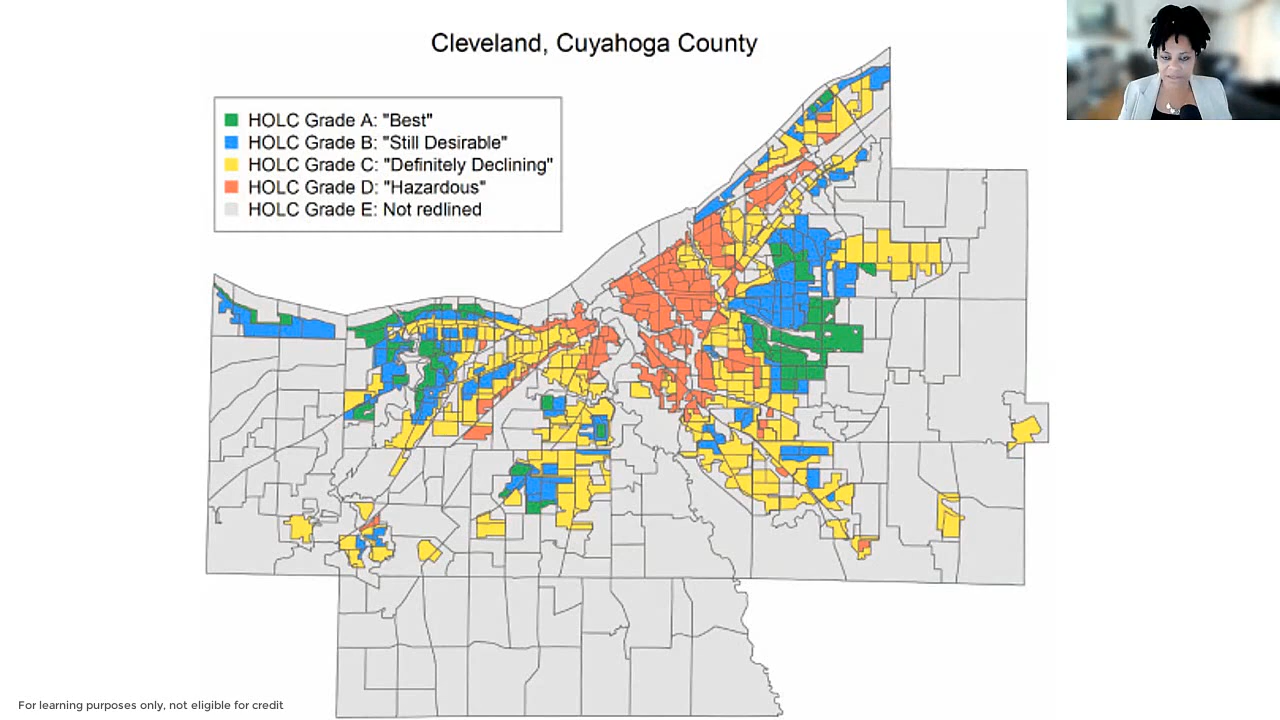 Cleveland, Cuyahoga County
HOLC Grade A: "Best"
HOLC Grade B: "Still Desirable"
HOLC Grade C: "Definitely Declining"
HOLC Grade D: "Hazardous"
HOLC Grade E: Not redlined
For learning purposes only, not eligible for credit